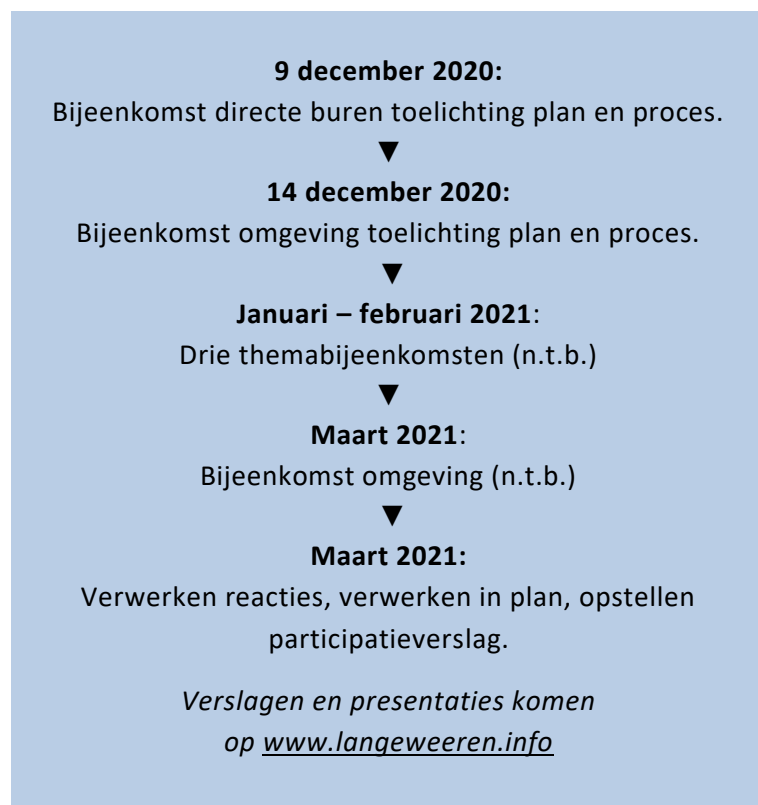 9 december 2020:
Bijeenkomst directe buren toelichting plan en proces.
▼
14 december 2020:
Bijeenkomst omgeving toelichting plan en proces.
▼
Januari – februari 2021:
Drie themabijeenkomsten (n.t.b.)
▼
Maart 2021:
Bijeenkomst omgeving (n.t.b.)
▼
Maart 2021:
Verwerken reacties, verwerken in plan, opstellen
participatieverslag.
Verslagen en presentaties komen
op www.langeweeren.info